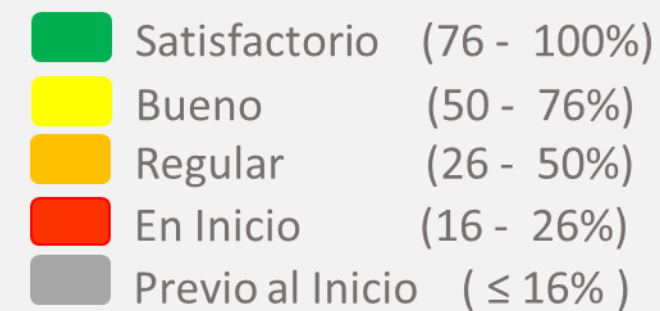 Satisfactorio (76 - 100%)
Bueno (50 - 76%)
Regular (26 - 50%)
En Inicio (16 - 26%)
Previo al Inicio ( ≤ 16% )